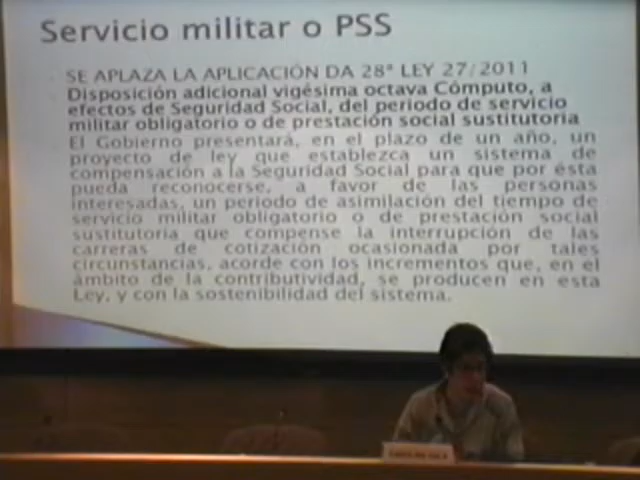 Servicio militar o PSS
SE APLAZA LA APLICACIÓN DA 28ª LEY 27/2011
Disposición adicional vigésima octava Cómputo, a
efectos de Seguridad Social, del periodo de servicio
militar obligatorio o de prestación social sustitutoria
El Gobierno presentará, en el plazo de un año, un
proyecto de ley que establezca un sistema de
compensación a la Seguridad Social para que por ésta
pueda reconocerse, a favor de las personas
interesadas, un periodo de asimilación del tiempo de
servicio militar obligatorio o de prestación social
sustitutoria que compense la interrupción de las
carreras de cotización ocasionada por tales
circunstancias, acorde con los incrementos que, en el
ámbito de la contributividad, se producen en esta
Ley, y con la sostenibilidad del sistema.